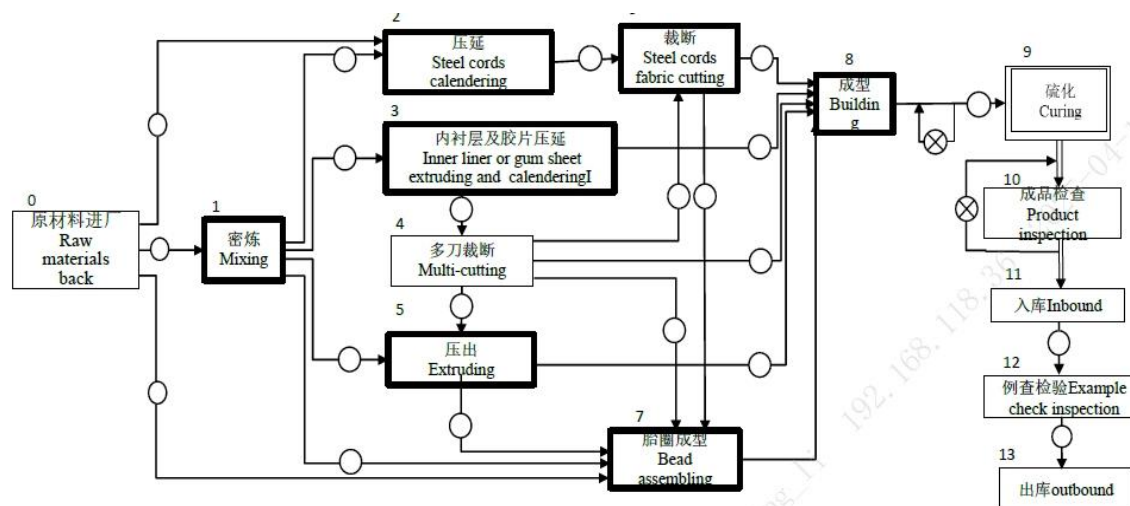 2
压延
Steel cords
calendering
裁断
Steel cords
fabric cutting
8
成型
Buildin
g
9
硫化
Curing
3
内衬层及胶片压延
Inner liner or gum sheet
extruding and calenderingI
0
原材料进厂
Raw
materials
back
1
密炼
Mixing
4
多刀裁断
Multi-cutting
10
成品检查
Product
inspection
5
压出
Extruding
11
入库Inbound
12
例查检验Example
check inspection
7
胎圈成型
Bead
assembling
13
出库outbound
192.168.118.36